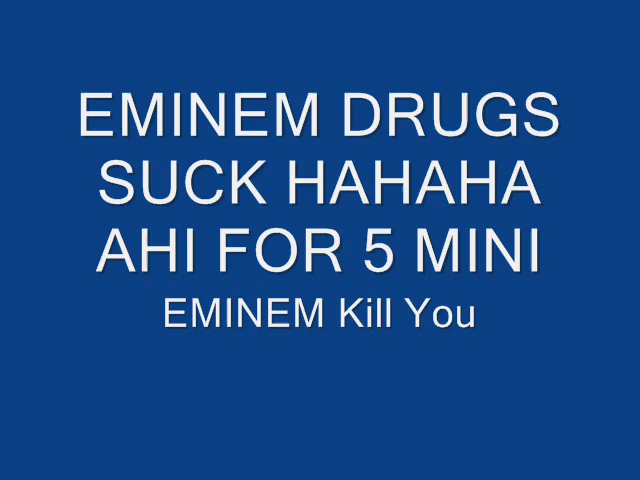 EMINEM DRUGS
SUCK HAHAHA
AHI FOR 5 MINI
EMINEM Kill You